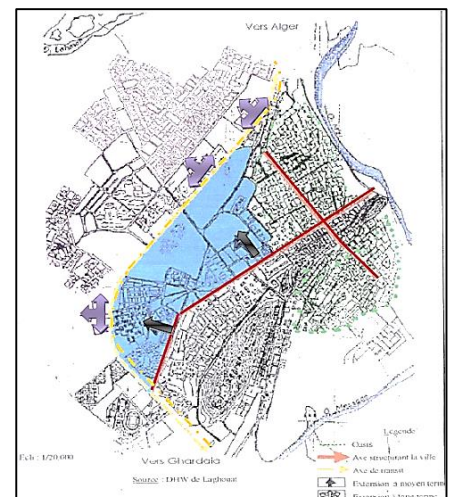 Vers Alger
Vers Ghardaïa
Ech : 1/20.000
Source : DHW de Laghouat
Légende
Oasis
Axe structurant la ville
Axe de transit
Extension à moyen terme